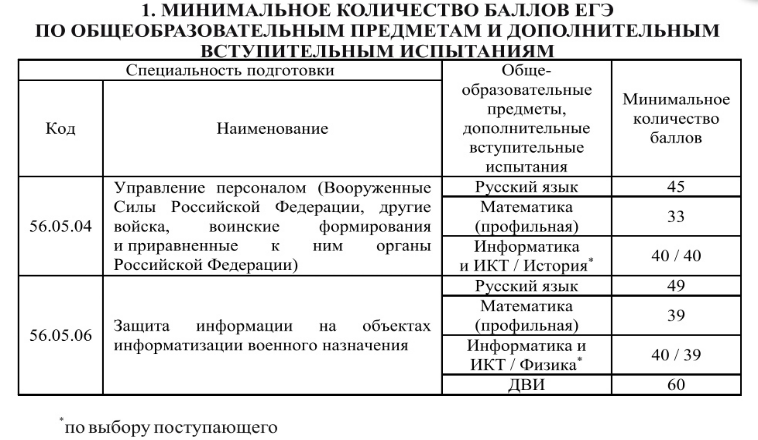 1. МИНИМАЛЬНОЕ КОЛИЧЕСТВО БАЛЛОВ ЕГЭ
ПО ОБЩЕОБРАЗОВАТЕЛЬНЫМ ПРЕДМЕТАМ И ДОПОЛНИТЕЛЬНЫМ
ВСТУПИТЕЛЬНЫМ ИСПЫТАНИЯМ
Специальность подготовки
Код
Наименование
Обще-
образовательные
предметы,
дополнительные
вступительные
испытания
Минимальное
количество
баллов
56.05.04
Управление персоналом (Вооруженные
Силы Российской Федерации, другие
войска, воинские формирования
и приравненные к ним органы
Российской Федерации)
Русский язык
45
Математика
(профильная)
33
Информатика
и ИКТ / История*
40 / 40
56.05.06
Защита информации на объектах
информатизации военного назначения
Русский язык
49
Математика
(профильная)
39
Информатика и
ИКТ / Физика*
40 / 39
ДВИ
60
*по выбору поступающего